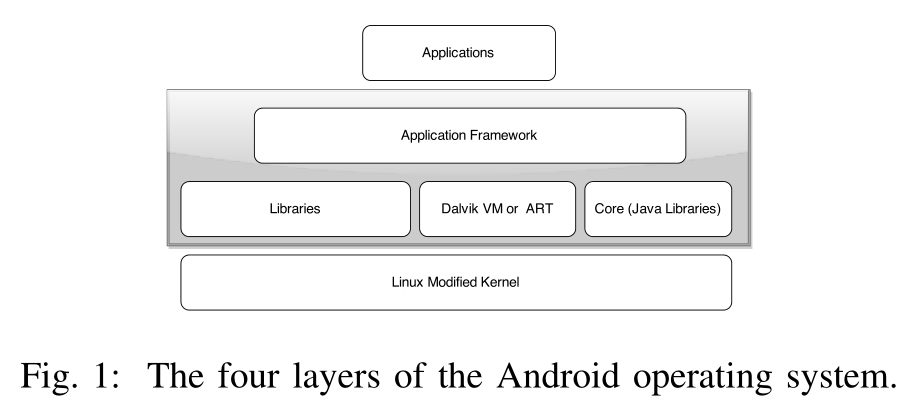 Applications
Application Framework
Libraries
Dalvik VM or ART
Core (Java Libraries)
Linux Modified Kernel
Fig. 1: The four layers of the Android operating system.